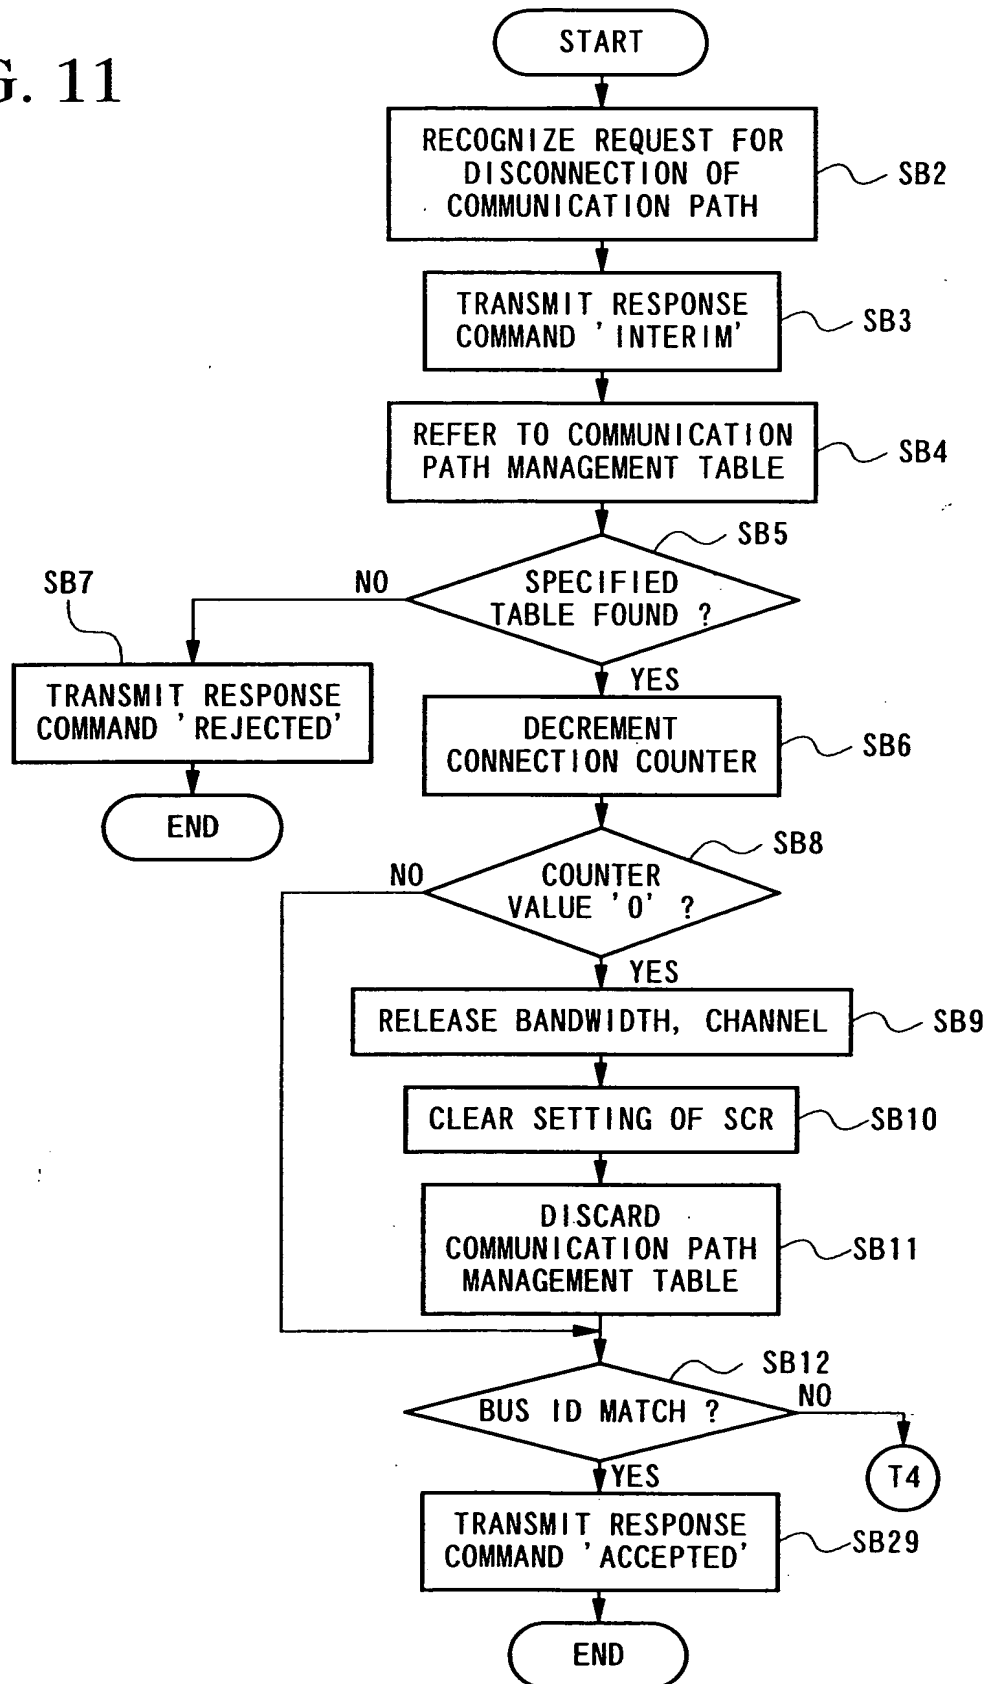 G. 11
START
RECOGNIZE REQUEST FOR
DISCONNECTION OF
COMMUNICATION PATH
SB2
TRANSMIT RESPONSE
COMMAND 'INTERIM'
SB3
REFER TO COMMUNICATION
PATH MANAGEMENT TABLE
SB4
SB5
SPECIFIED
TABLE FOUND ?
NO
SB7
YES
TRANSMIT RESPONSE
COMMAND 'REJECTED'
DECREMENT
CONNECTION COUNTER
SB6
END
SB8
COUNTER
VALUE '0' ?
NO
YES
RELEASE BANDWIDTH, CHANNEL
SB9
CLEAR SETTING OF SCR
SB10
DISCARD
COMMUNICATION PATH
MANAGEMENT TABLE
SB11
SB12
BUS ID MATCH ?
NO
T4
YES
TRANSMIT RESPONSE
COMMAND 'ACCEPTED'
SB29
END